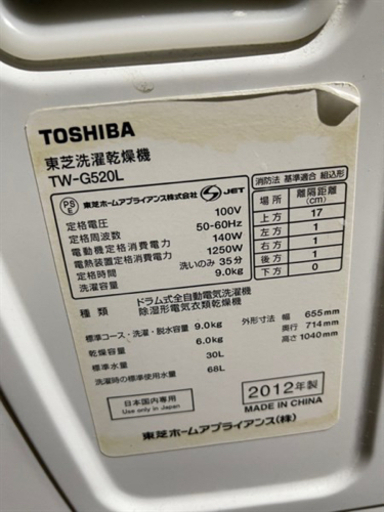 TOSHIBA
東芝洗濯乾燥機
TW-G520L
PS E 東芝ホームアプライアンス株式会社 S JET
定格電圧 100V
定格周波数 50-60Hz
電動機定格消費電力 140W
電熱装置定格消費電力 1250W
洗いのみ 35分
洗濯容量 9.0kg
消防法 基準適合 組込形
場所 離隔距離(cm)
上方 17
左方 1
右方 1
後方 1
下方 0
種類 ドラム式全自動電気洗濯機
除湿形電気衣類乾燥機
標準コース・洗濯・脱水容量 9.0kg
乾燥容量 6.0kg
標準水量 30L
洗濯時の標準使用水量 68L
外形寸法 幅 655mm
奥行 714mm
高さ 1040mm
日本国内専用
Use only in Japan
2012年製
MADE IN CHINA
東芝ホームアプライアンス(株)